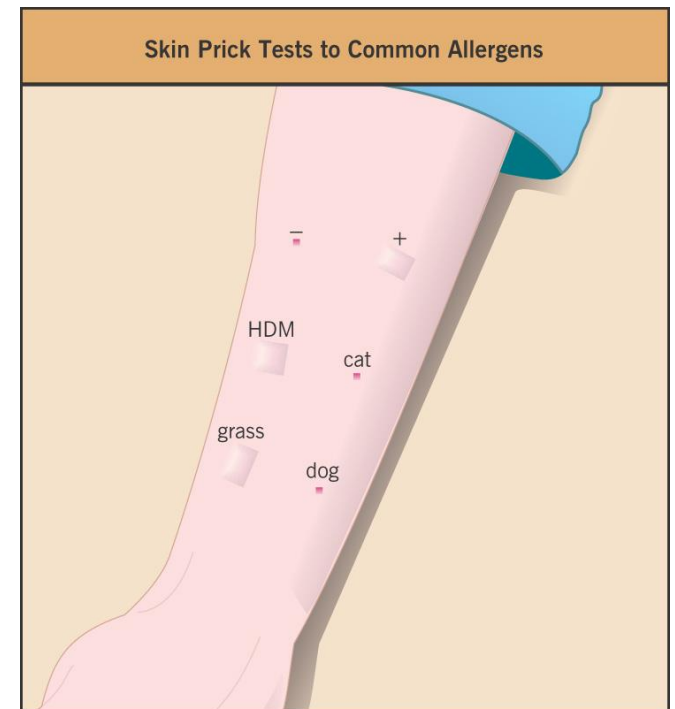 Skin Prick Tests to Common Allergens
– +
HDM
cat
grass
dog